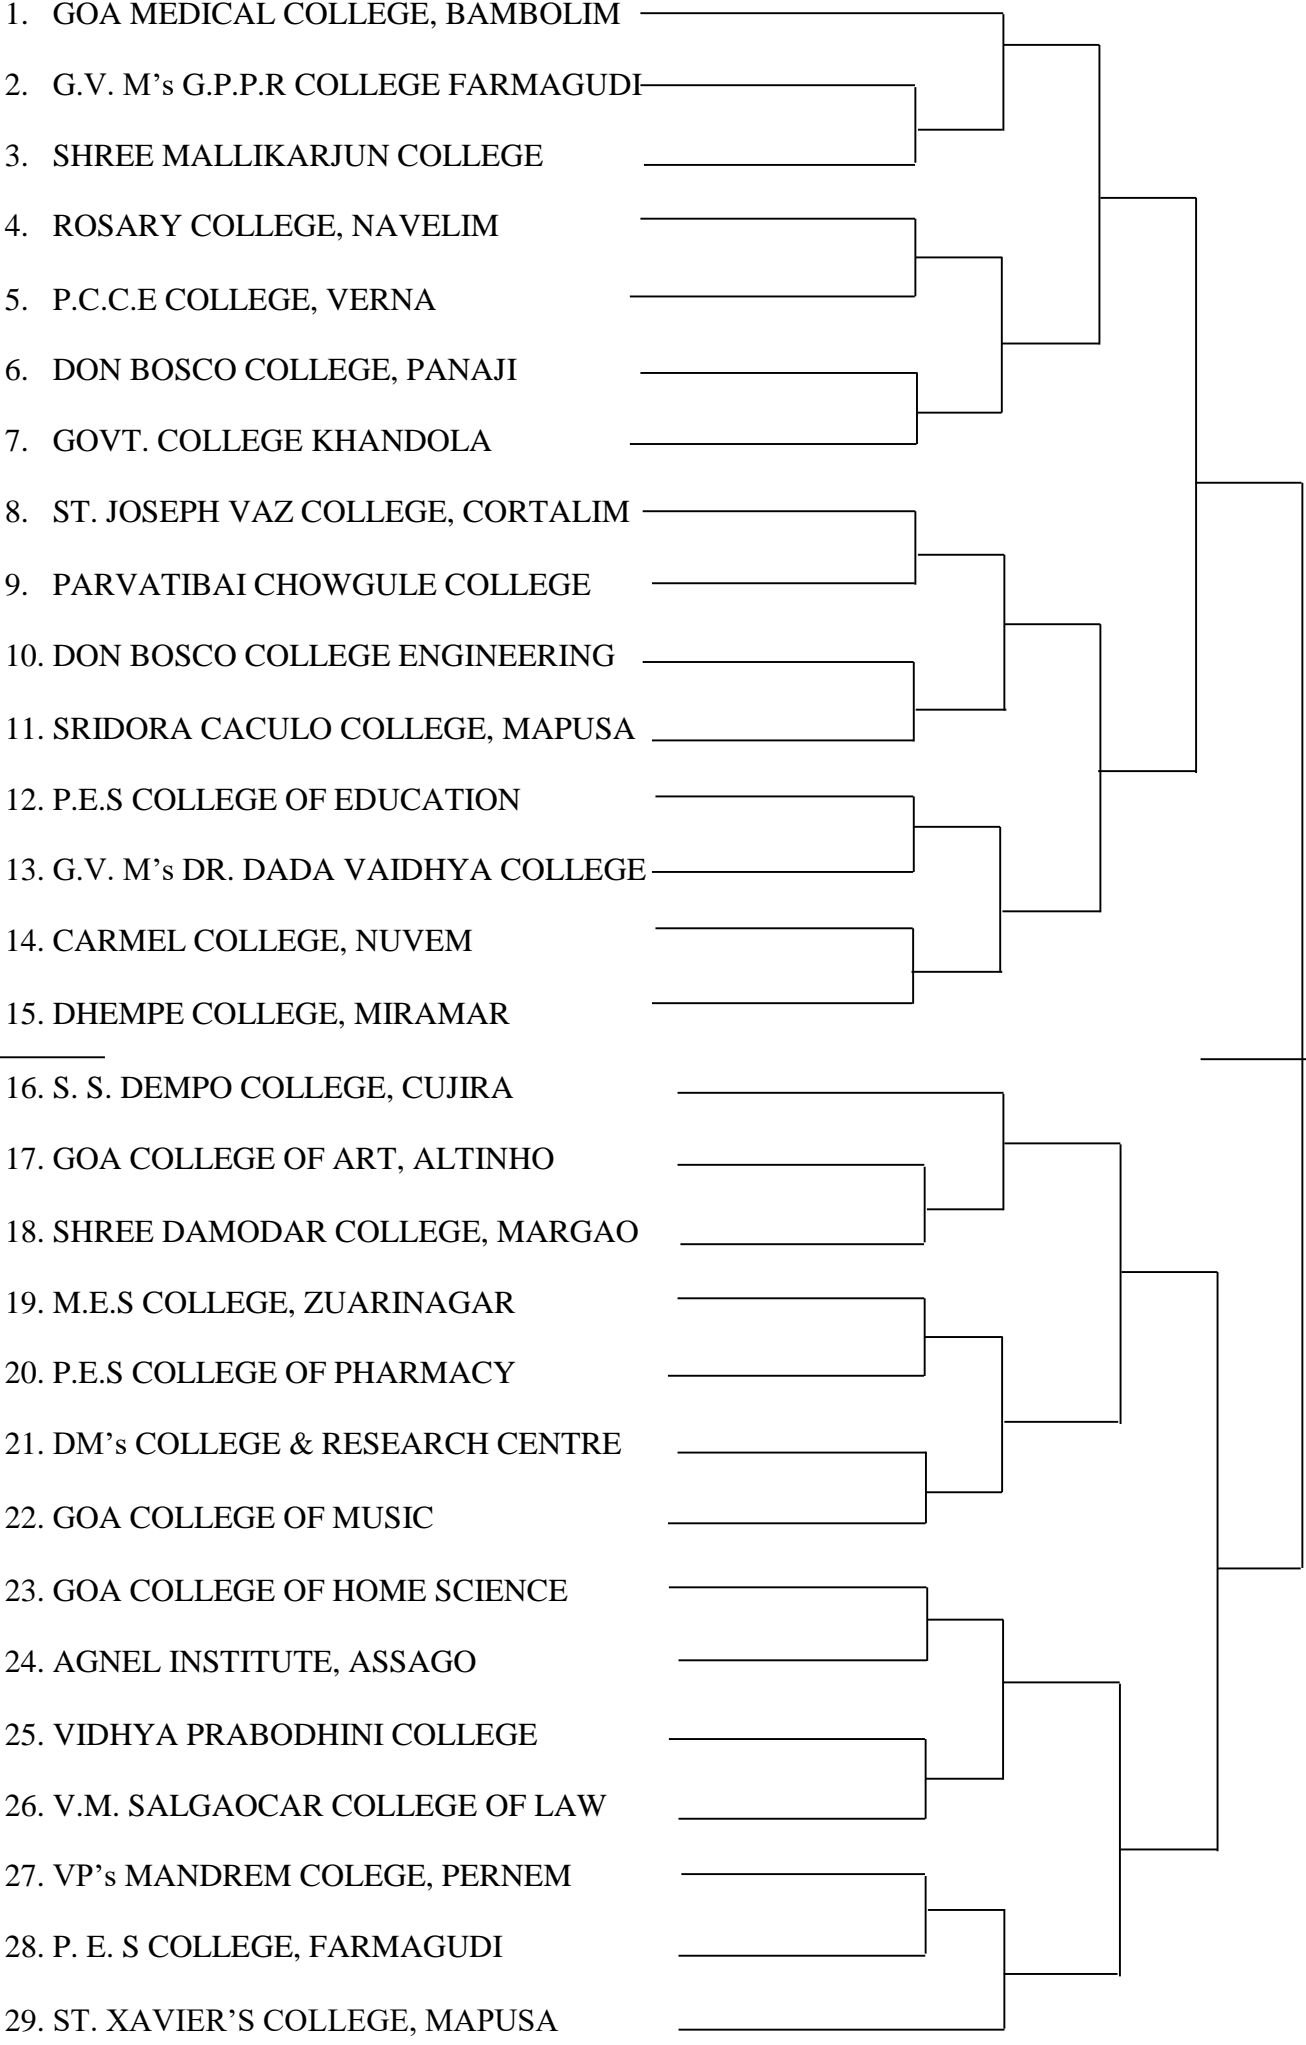 1. GOA MEDICAL COLLEGE, BAMBOLIM
2. G.V. M’s G.P.P.R COLLEGE FARMAGUDI
3. SHREE MALLIKARJUN COLLEGE
4. ROSARY COLLEGE, NAVELIM
5. P.C.C.E COLLEGE, VERNA
6. DON BOSCO COLLEGE, PANAJI
7. GOVT. COLLEGE KHANDOLA
8. ST. JOSEPH VAZ COLLEGE, CORTALIM
9. PARVATIBAI CHOWGULE COLLEGE
10. DON BOSCO COLLEGE ENGINEERING
11. SRIDORA CACULO COLLEGE, MAPUSA
12. P.E.S COLLEGE OF EDUCATION
13. G.V. M’s DR. DADA VAIDHYA COLLEGE
14. CARMEL COLLEGE, NUVEM
15. DHEMPE COLLEGE, MIRAMAR
16. S. S. DEMPO COLLEGE, CUJIRA
17. GOA COLLEGE OF ART, ALTINHO
18. SHREE DAMODAR COLLEGE, MARGAO
19. M.E.S COLLEGE, ZUARINAGAR
20. P.E.S COLLEGE OF PHARMACY
21. DM’s COLLEGE & RESEARCH CENTRE
22. GOA COLLEGE OF MUSIC
23. GOA COLLEGE OF HOME SCIENCE
24. AGNEL INSTITUTE, ASSAGO
25. VIDHYA PRABODHINI COLLEGE
26. V.M. SALGAOCAR COLLEGE OF LAW
27. VP’s MANDREM COLEGE, PERNEM
28. P. E. S COLLEGE, FARMAGUDI
29. ST. XAVIER’S COLLEGE, MAPUSA